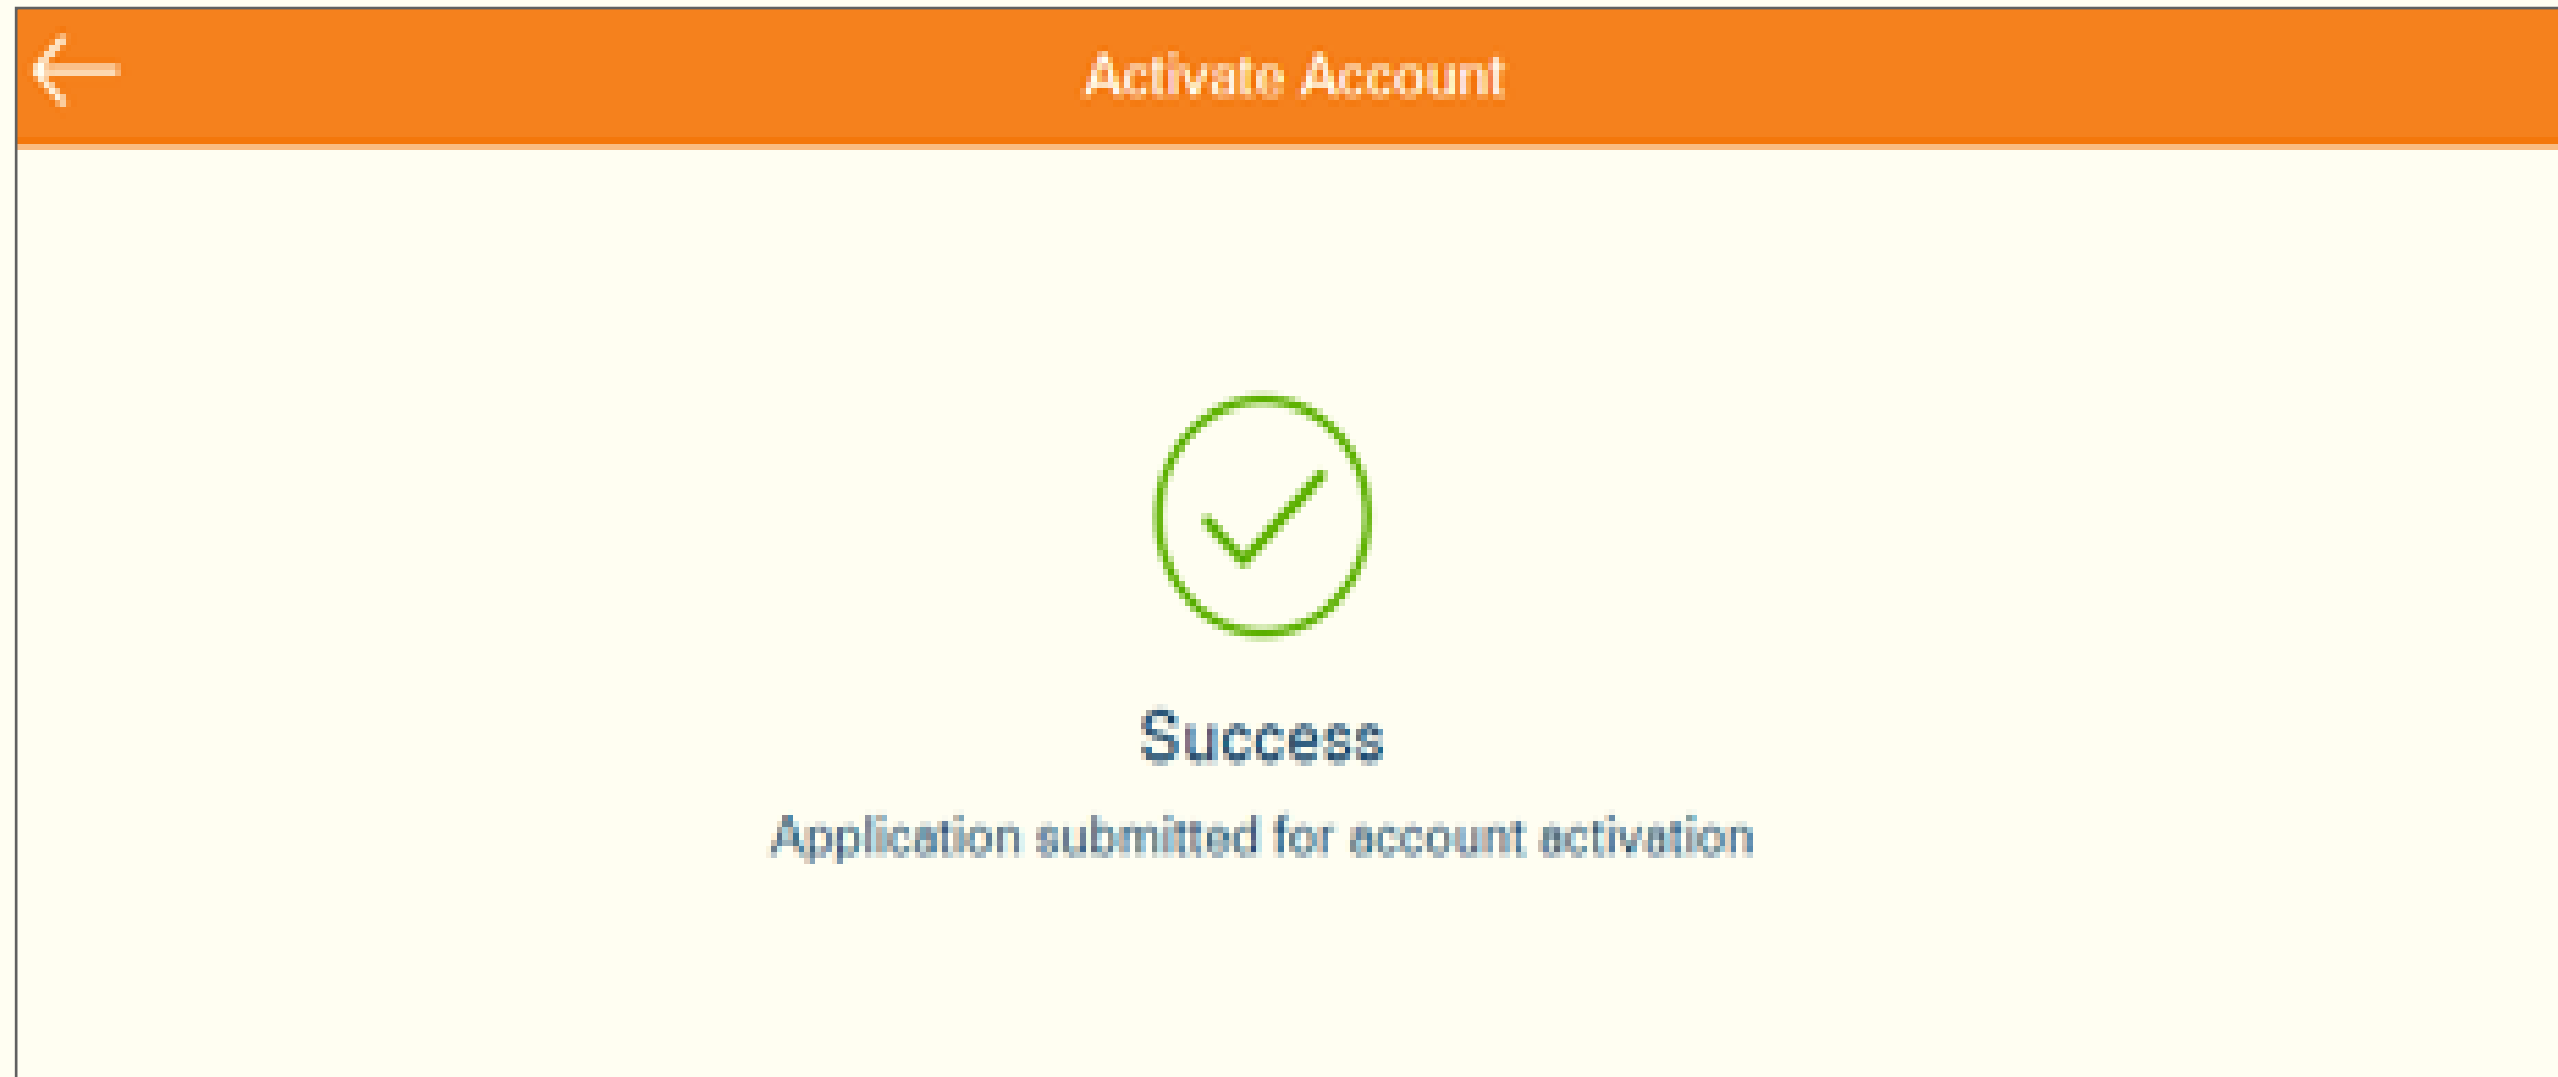 Activate Account
Success
Application submitted for account activation